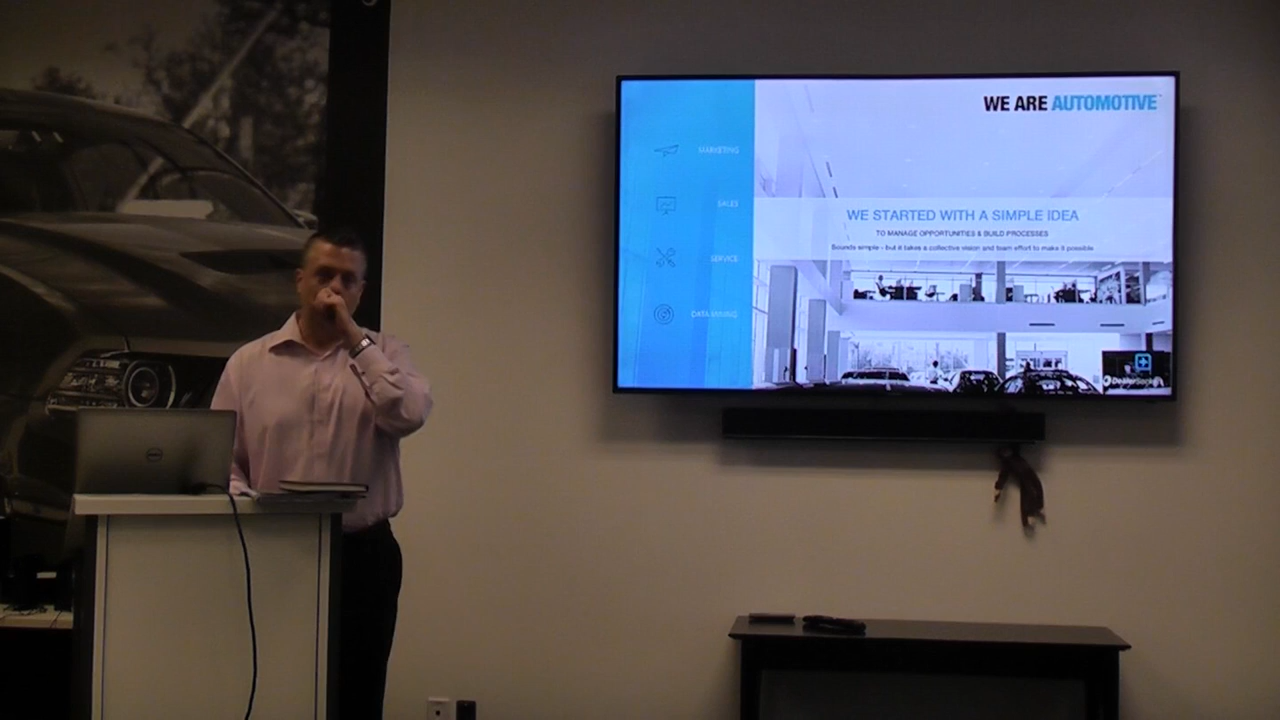 WE ARE AUTOMOTIVE
MARKETING
SALES
SERVICE
DATA MINING
WE STARTED WITH A SIMPLE IDEA
TO MANAGE OPPORTUNITIES & BUILD PROCESSES
Sounds simple - but it takes a collective vision and team effort to make it possible
DealerSocket
DELL